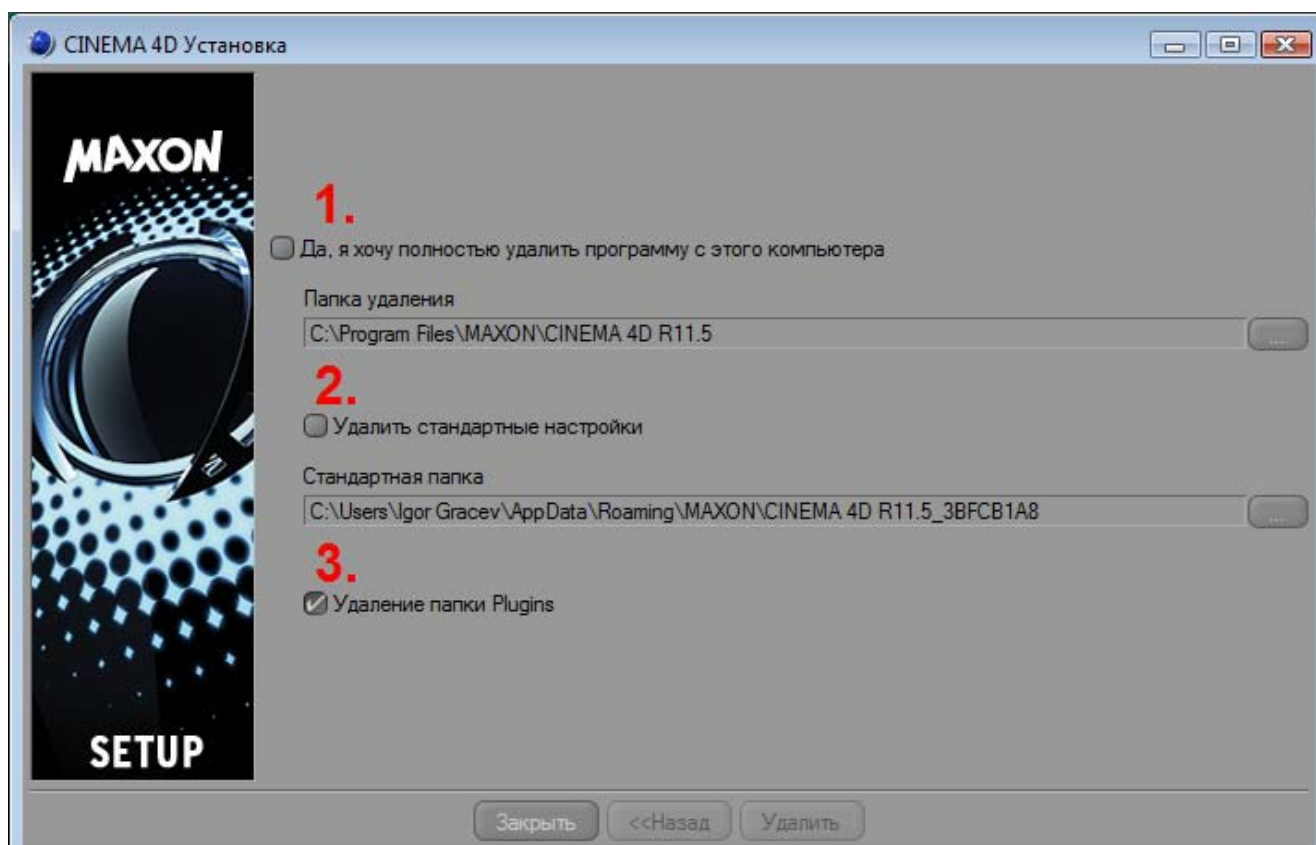 CINEMA 4D Установка
MAXON
1.
Да, я хочу полностью удалить программу с этого компьютера
Папка удаления
C:\Program Files\MAXON\CINEMA 4D R11.5
...
2.
Удалить стандартные настройки
Стандартная папка
C:\Users\Igor Gracev\AppData\Roaming\MAXON\CINEMA 4D R11.5_3BFCB1A8
...
3.
Удаление папки Plugins
SETUP
Закрыть
<<Назад
Удалить